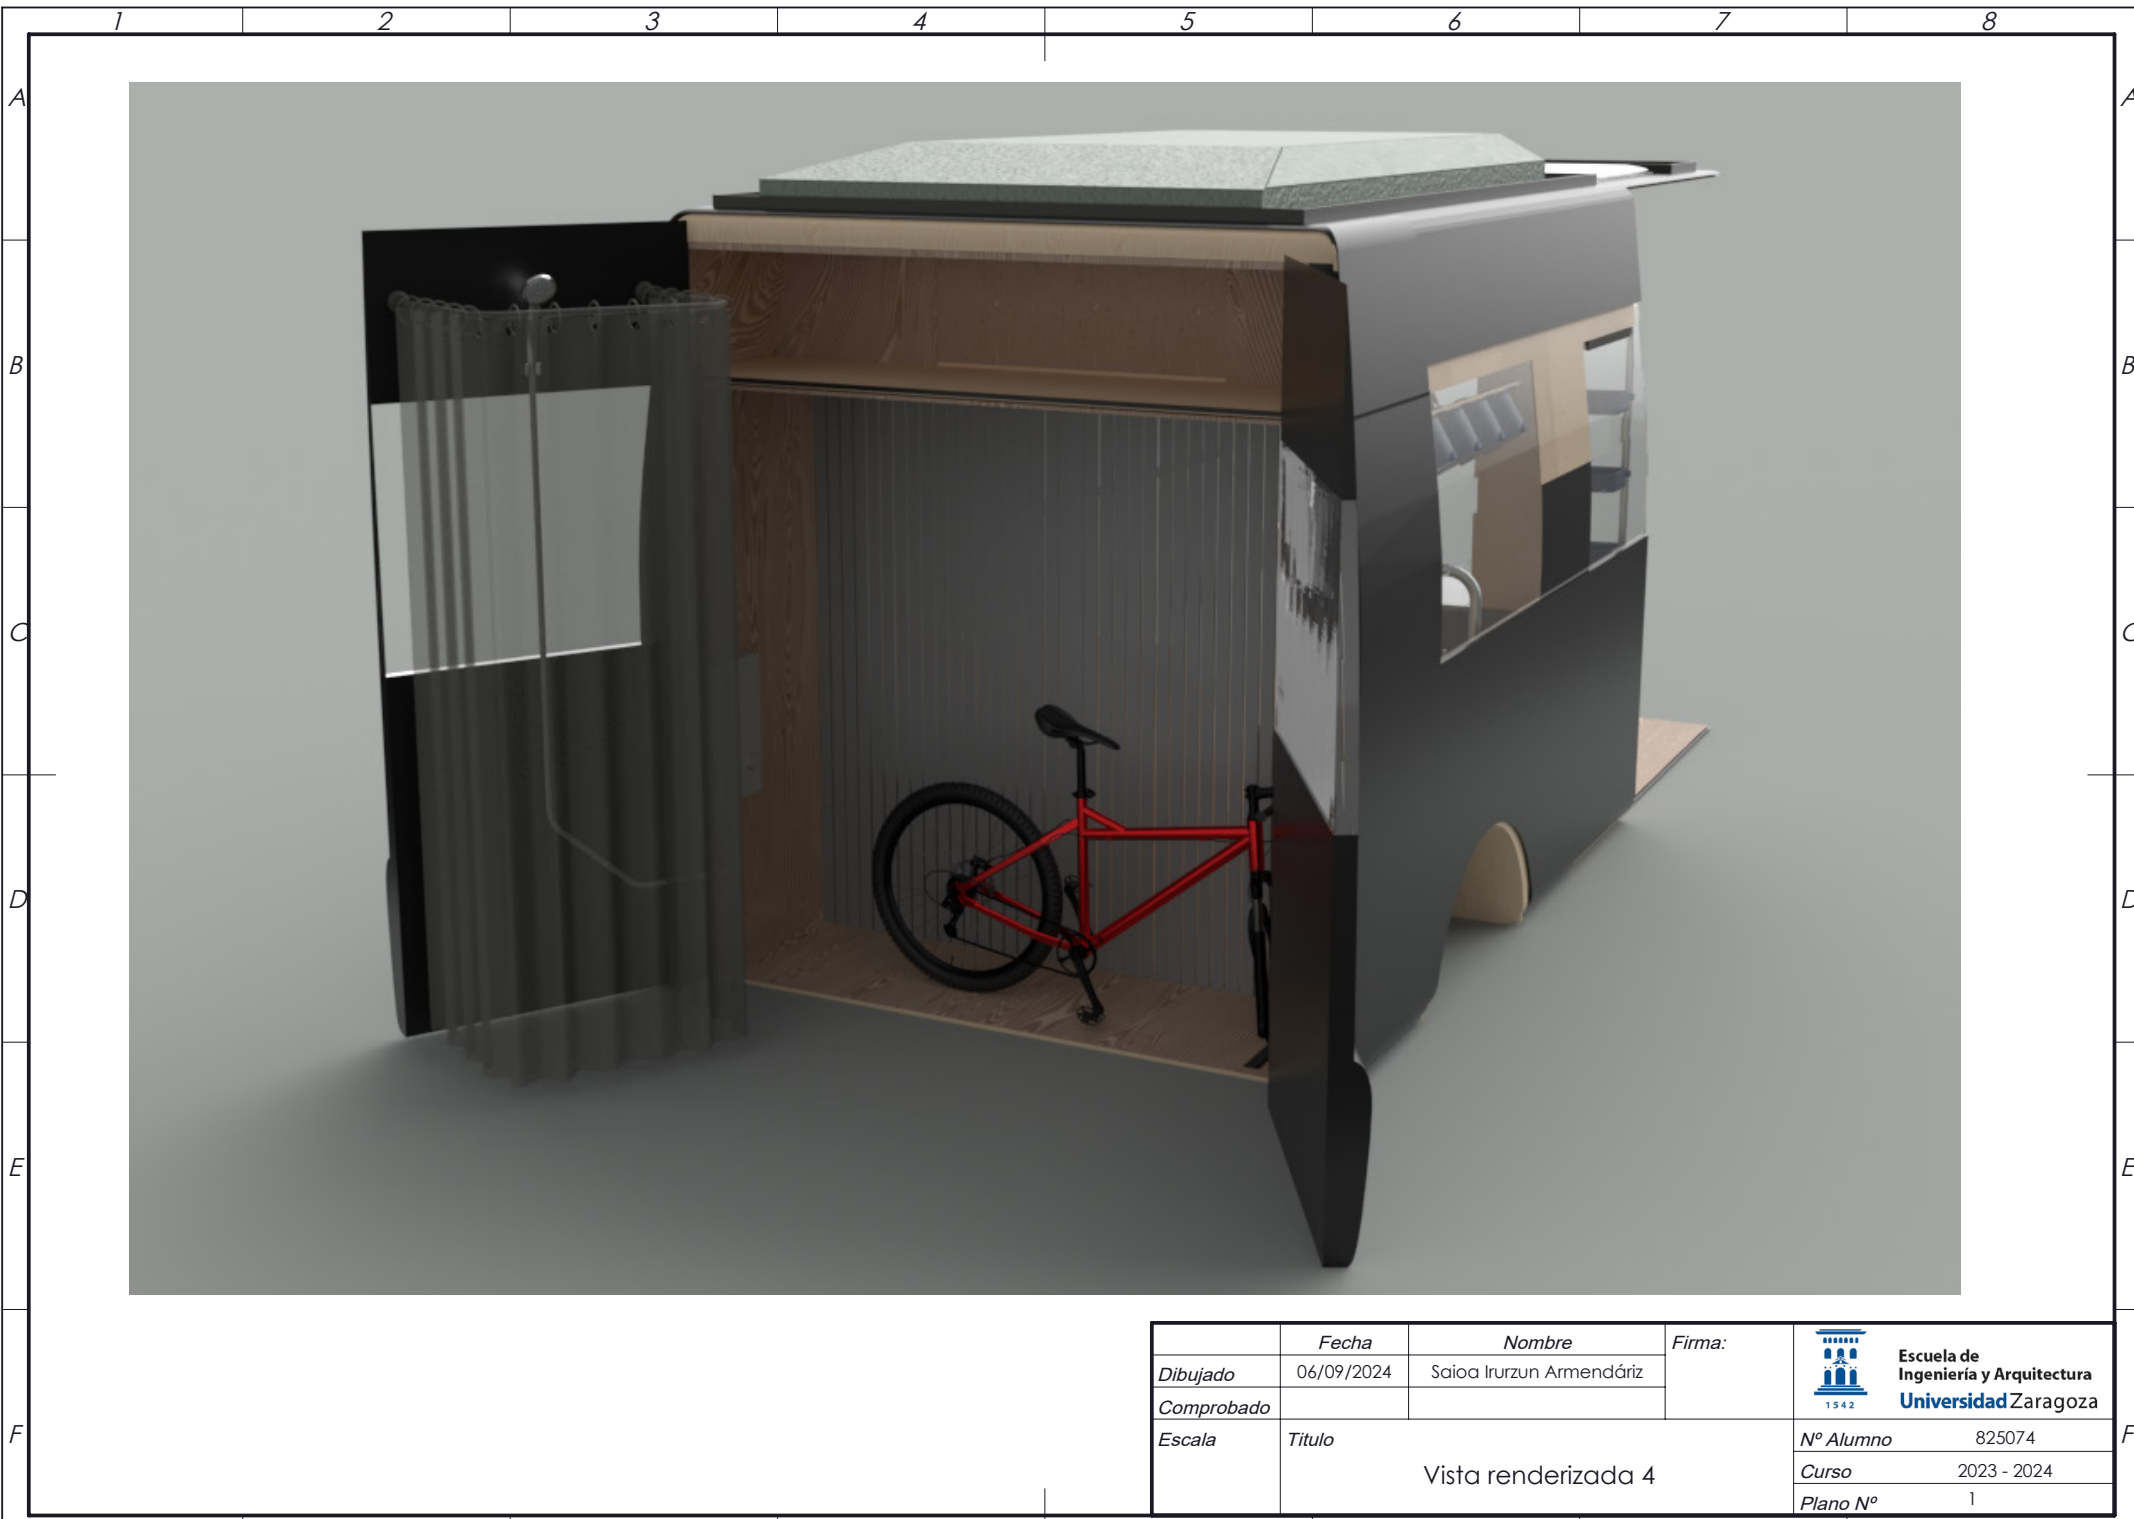 1 2 3 4 5 6 7 8
A A
B B
C C
D D
E E
F F
Fecha Nombre Firma:
Dibujado 06/09/2024 Saioa Irurzun Armendáriz
Comprobado
Escala Titulo
Vista renderizada 4
1542
Escuela de
Ingeniería y Arquitectura
Universidad Zaragoza
Nº Alumno 825074
Curso 2023 - 2024
Plano Nº 1